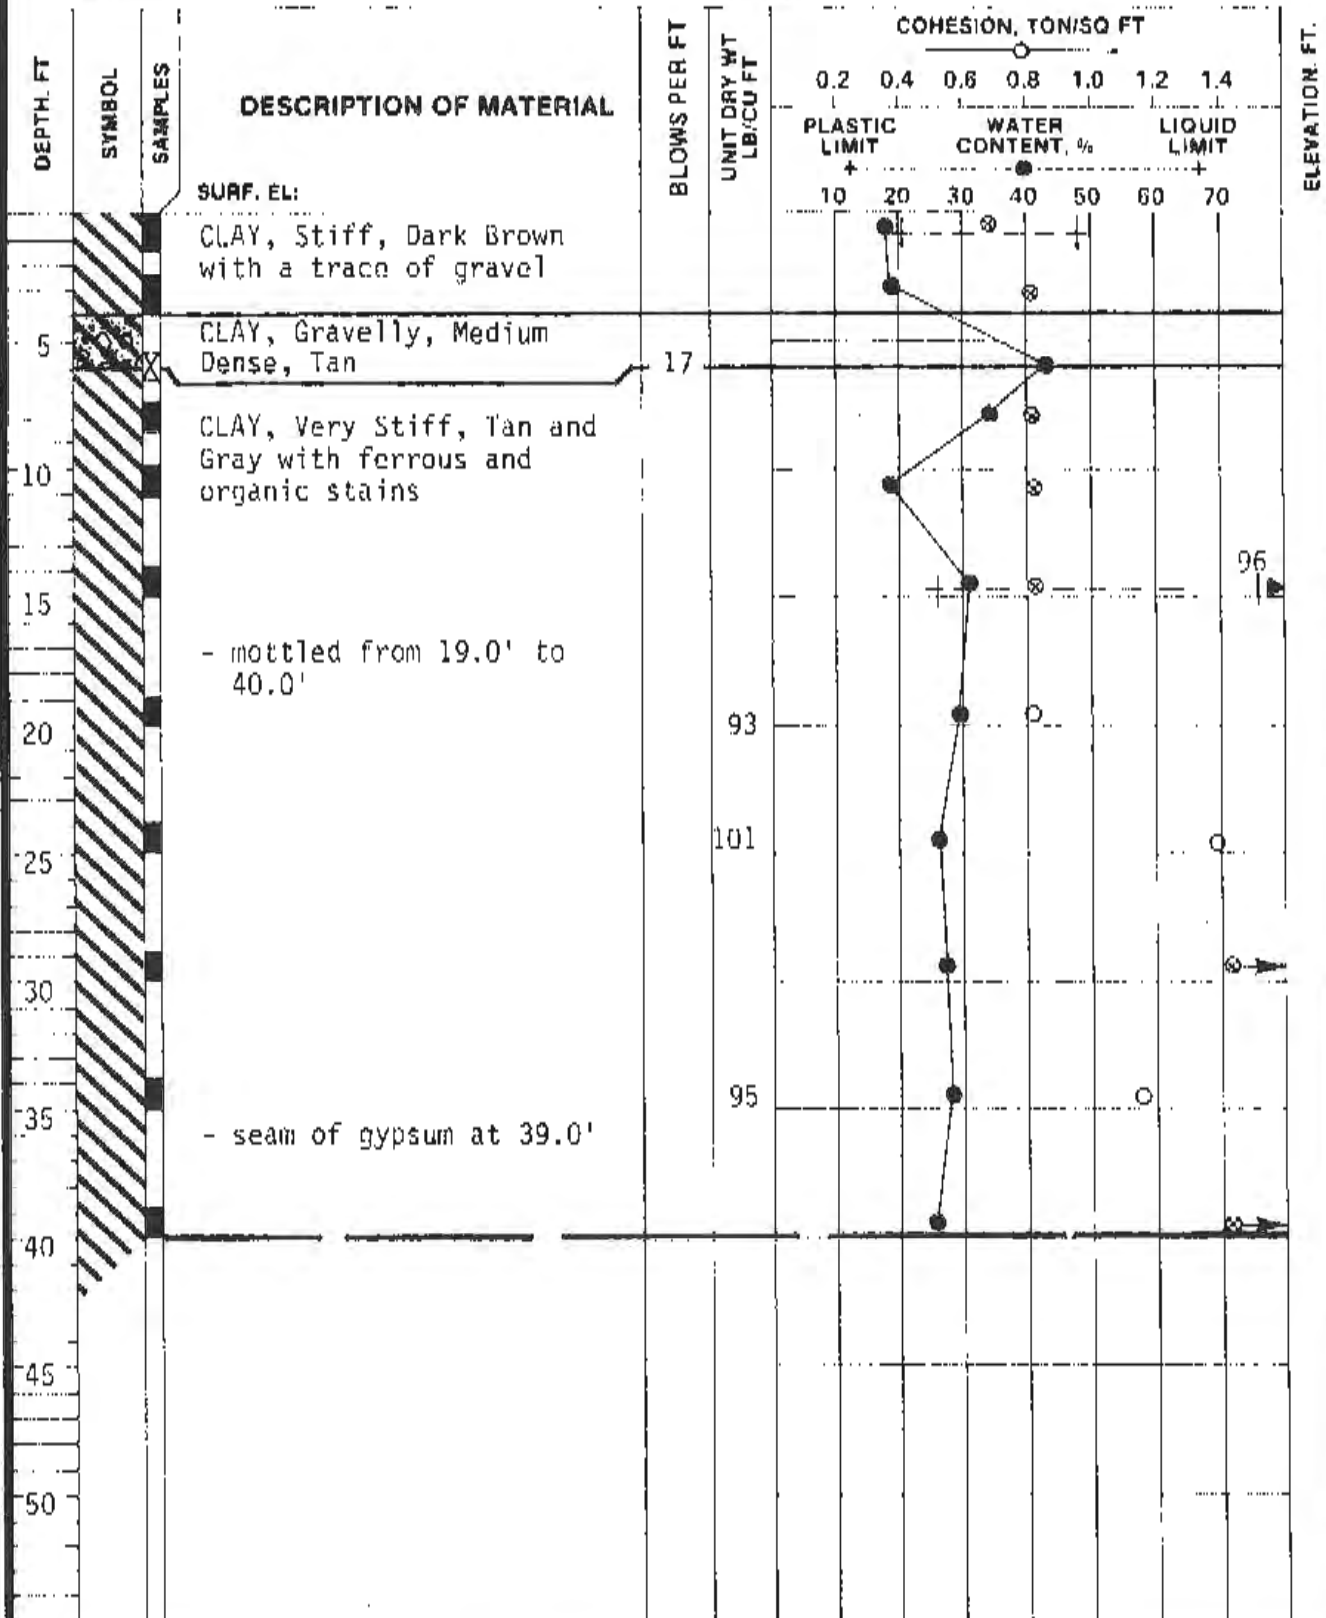 DEPTH, FT
SYMBOL
SAMPLES
DESCRIPTION OF MATERIAL
SURF. EL:
BLOWS PER FT
UNIT DRY WT
LB/CU FT
COHESION, TON/SQ FT
0.2 0.4 0.6 0.8 1.0 1.2 1.4
PLASTIC LIMIT
WATER CONTENT, %
LIQUID LIMIT
10 20 30 40 50 60 70
ELEVATION. FT.
CLAY, Stiff, Dark Brown
with a trace of gravel
5
CLAY, Gravelly, Medium
Dense, Tan
17
CLAY, Very Stiff, Tan and
Gray with ferrous and
organic stains
10
96
15
- mottled from 19.0' to
40.0'
20
93
25
101
30
35
95
- seam of gypsum at 39.0'
40
45
50